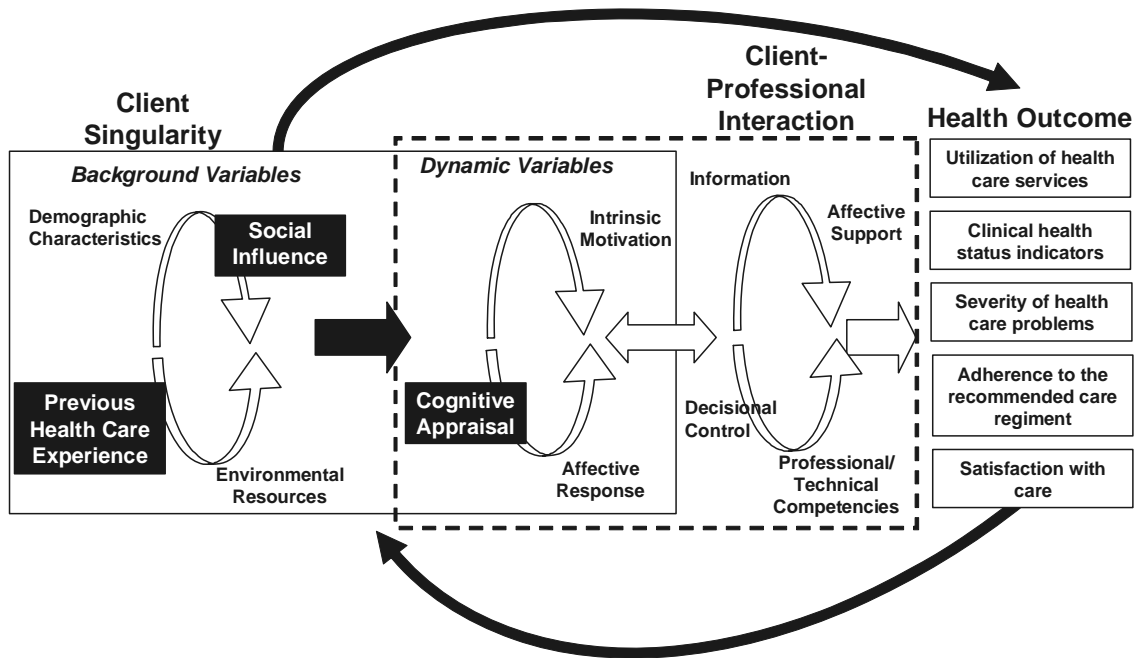 Client
Singularity
Client-
Professional
Interaction
Health Outcome
Background Variables
Demographic
Characteristics
Social
Influence
Previous
Health Care
Experience
Environmental
Resources
Dynamic Variables
Intrinsic
Motivation
Cognitive
Appraisal
Affective
Response
Information
Affective
Support
Decisional
Control
Professional/
Technical
Competencies
Utilization of health
care services
Clinical health
status indicators
Severity of health
care problems
Adherence to the
recommended care
regiment
Satisfaction with
care